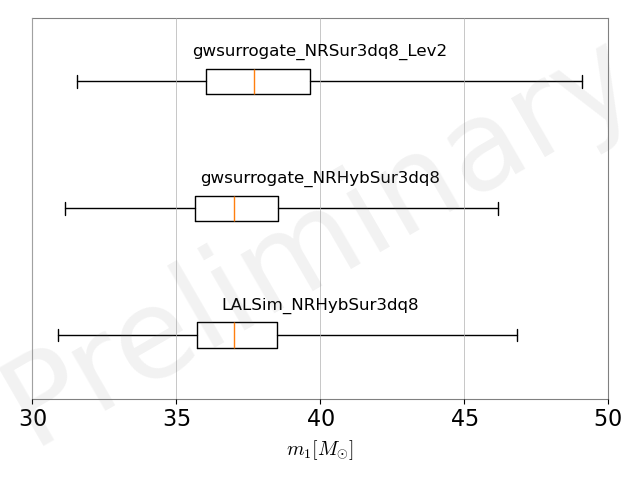 gwsurrogate_NRSur3dq8_Lev2
gwsurrogate_NRHybSur3dq8
LALSim_NRHybSur3dq8
Preliminary
30 35 40 45 50
m₁[M⊙]